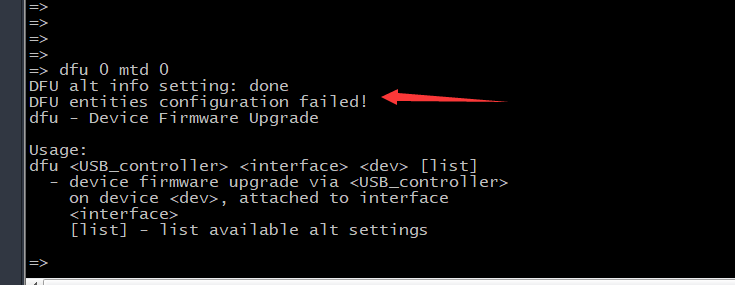 =>
=>
=>
=>
=> dfu 0 mtd 0
DFU alt info setting: done
DFU entities configuration failed!
dfu - Device Firmware Upgrade
Usage:
dfu <USB_controller> <interface> <dev> [list]
- device firmware upgrade via <USB_controller>
on device <dev>, attached to interface
<interface>
[list] - list available alt settings
=>